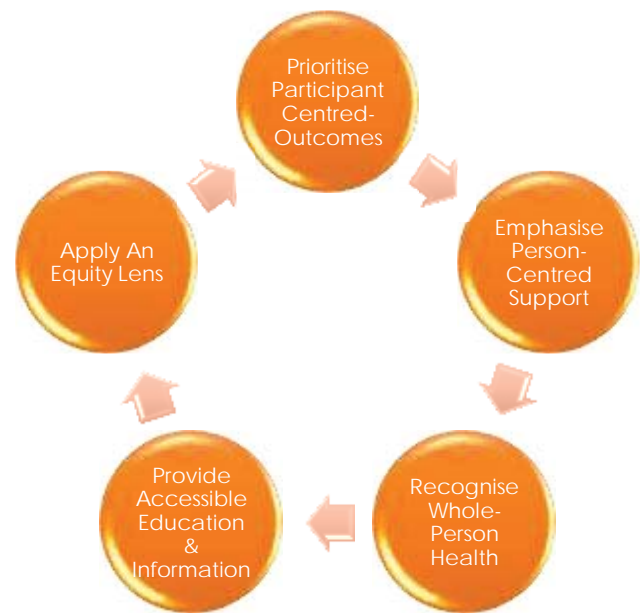 Prioritise
Participant
Centred-
Outcomes
Emphasise
Person-
Centred
Support
Recognise
Whole-
Person
Health
Provide
Accessible
Education
&
Information
Apply An
Equity Lens